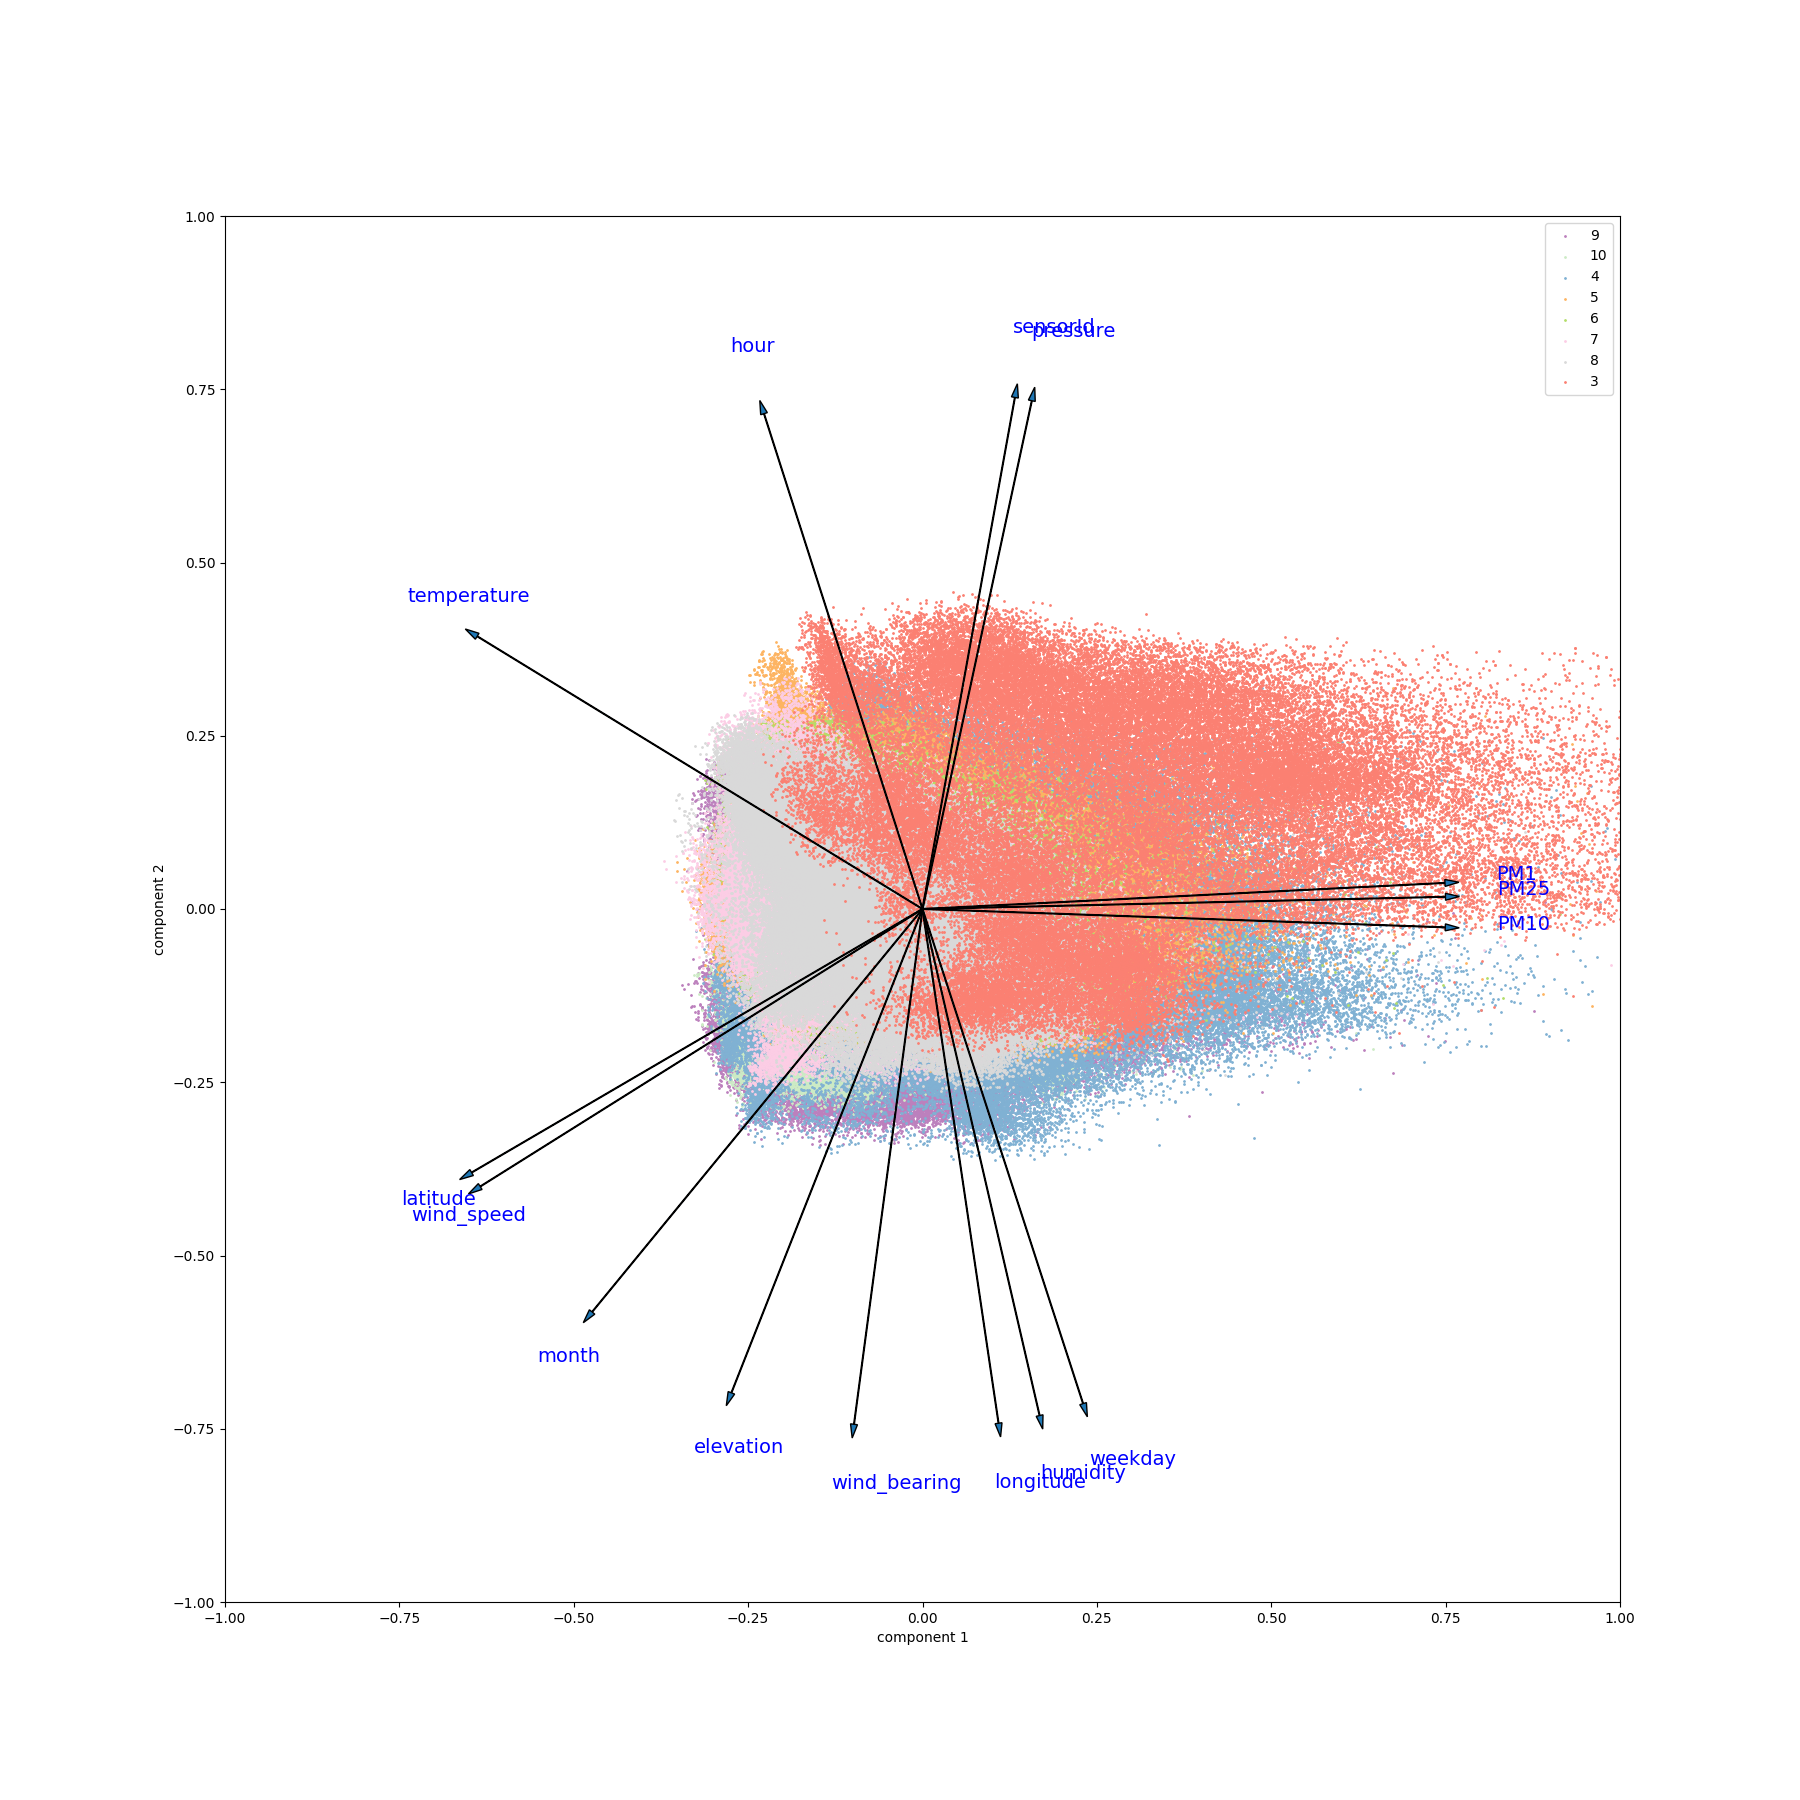 1.00
9
10
4
5
6
7
8
3
sensorId
pressure
hour
0.75
temperature
0.50
0.25
PM1
PM25
PM10
0.00
component 2
−0.25
latitude
wind_speed
−0.50
month
−0.75
elevation
weekday
humidity
longitude
wind_bearing
−1.00
−1.00 −0.75 −0.50 −0.25 0.00 0.25 0.50 0.75 1.00
component 1